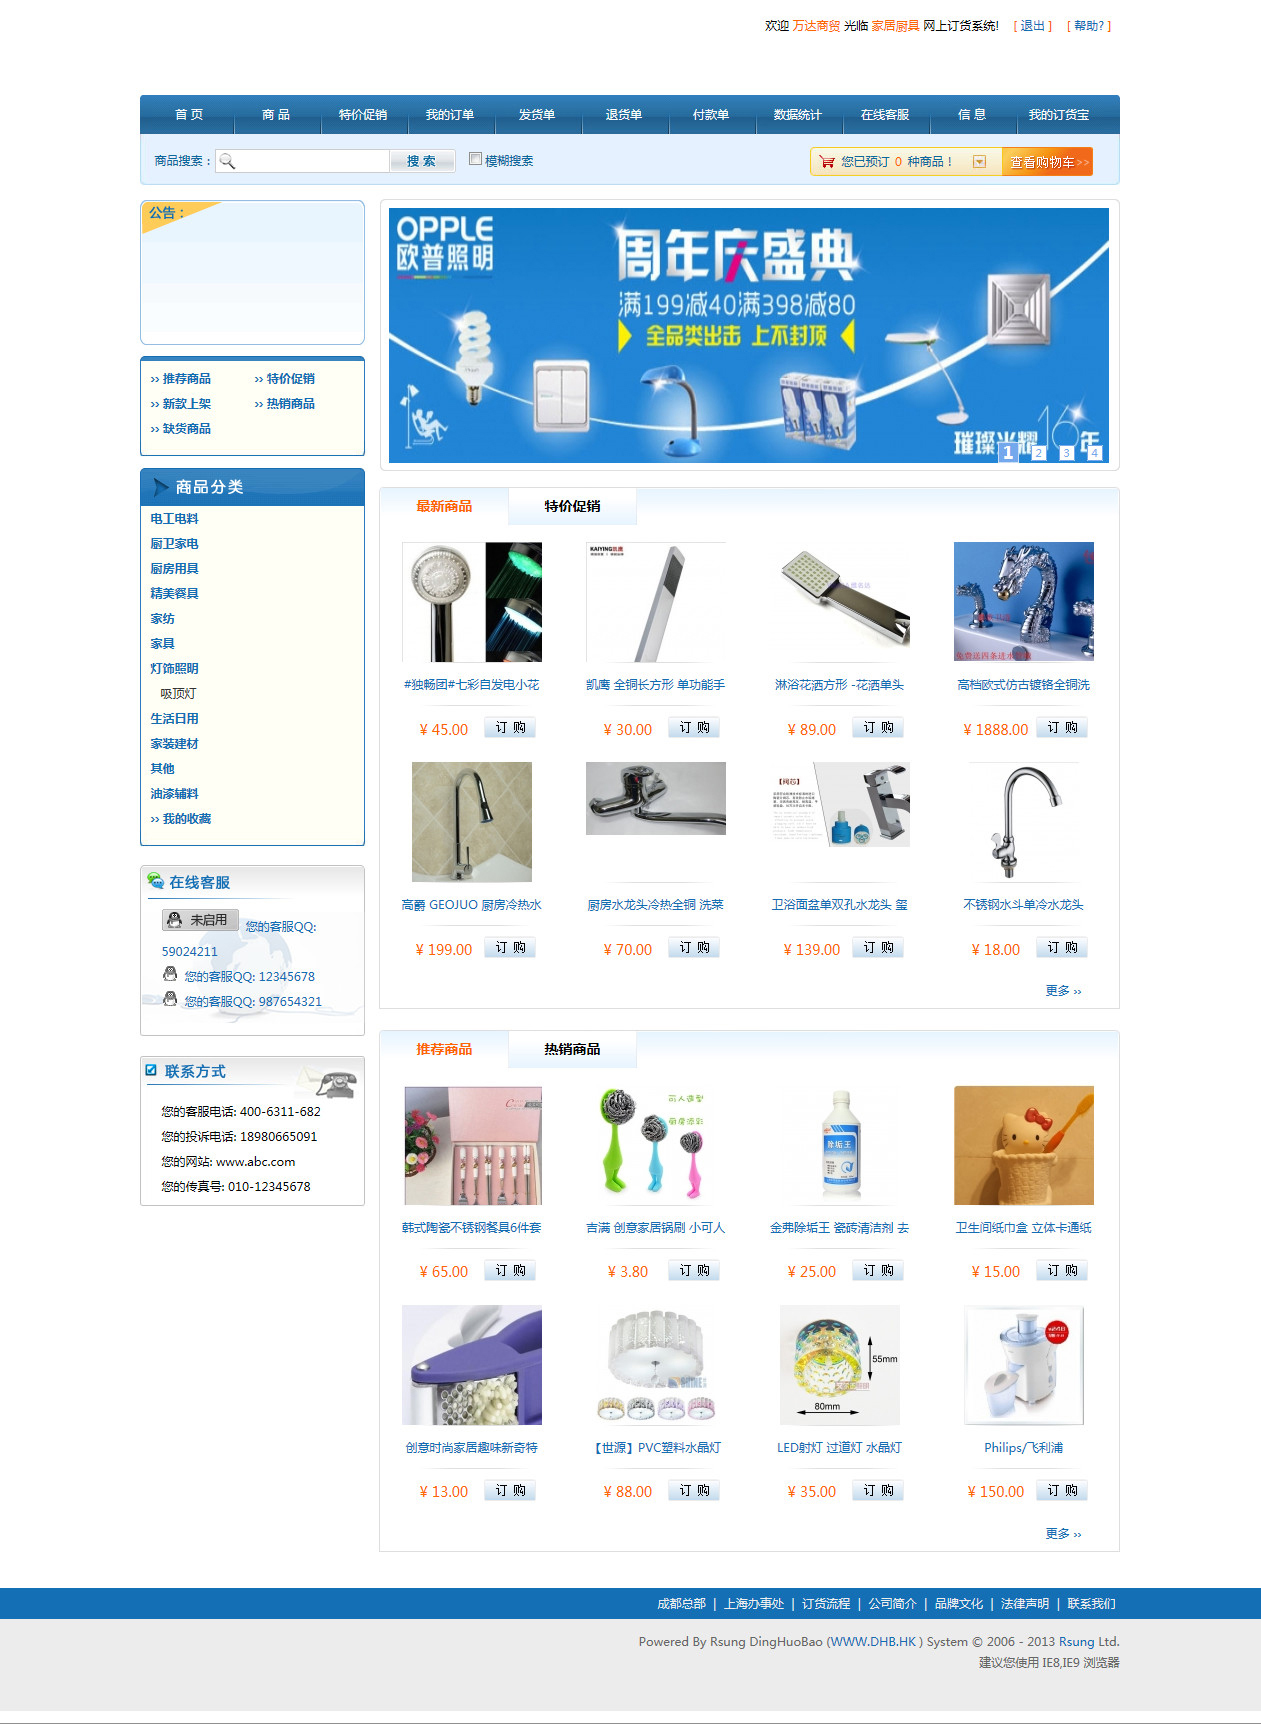 欢迎 万达商贸 光临 家居厨具 网上订货系统! [ 退出 ] [ 帮助? ]
首 页 商 品 特价促销 我的订单 发货单 退货单 付款单 数据统计 在线客服 信 息 我的订货宝
商品搜索 : 搜 索 模糊搜索 您已预订 0 种商品 ! 查看购物车>>
公告 :
OPPLE
欧普照明
周年庆盛典
满199减40满398减80
全品类出击 上不封顶
璀璨光耀16年
1 2 3 4
›› 推荐商品 ›› 特价促销
›› 新款上架 ›› 热销商品
›› 缺货商品
商品分类
电工电料
厨卫家电
厨房用具
精美餐具
家纺
家具
灯饰照明
吸顶灯
生活日用
家装建材
其他
油漆辅料
›› 我的收藏
在线客服
未启用 您的客服QQ:
59024211
您的客服QQ: 12345678
您的客服QQ: 987654321
联系方式
您的客服电话: 400-6311-682
您的投诉电话: 18980665091
您的网站: www.abc.com
您的传真号: 010-12345678
最新商品 特价促销
KAIYING凯鹰
#独畅团#七彩自发电小花 凯鹰 全铜长方形 单功能手 淋浴花洒方形 -花洒单头 高档欧式仿古镀铬全铜洗
¥ 45.00 订 购 ¥ 30.00 订 购 ¥ 89.00 订 购 ¥ 1888.00 订 购
【阀芯】
高爵 GEOJUO 厨房冷热水 厨房水龙头冷热全铜 洗菜 卫浴面盆单双孔水龙头 玺 不锈钢水斗单冷水龙头
¥ 199.00 订 购 ¥ 70.00 订 购 ¥ 139.00 订 购 ¥ 18.00 订 购
更多 ››
推荐商品 热销商品
可人造型
厨房添彩
除垢王
韩式陶瓷不锈钢餐具6件套 吉满 创意家居锅刷 小可人 金弗除垢王 瓷砖清洁剂 去 卫生间纸巾盒 立体卡通纸
¥ 65.00 订 购 ¥ 3.80 订 购 ¥ 25.00 订 购 ¥ 15.00 订 购
55mm
80mm
创意时尚家居趣味新奇特 【世源】PVC塑料水晶灯 LED射灯 过道灯 水晶灯 Philips/飞利浦
¥ 13.00 订 购 ¥ 88.00 订 购 ¥ 35.00 订 购 ¥ 150.00 订 购
更多 ››
成都总部 | 上海办事处 | 订货流程 | 公司简介 | 品牌文化 | 法律声明 | 联系我们
Powered By Rsung DingHuoBao (WWW.DHB.HK ) System © 2006 - 2013 Rsung Ltd.
建议您使用 IE8,IE9 浏览器